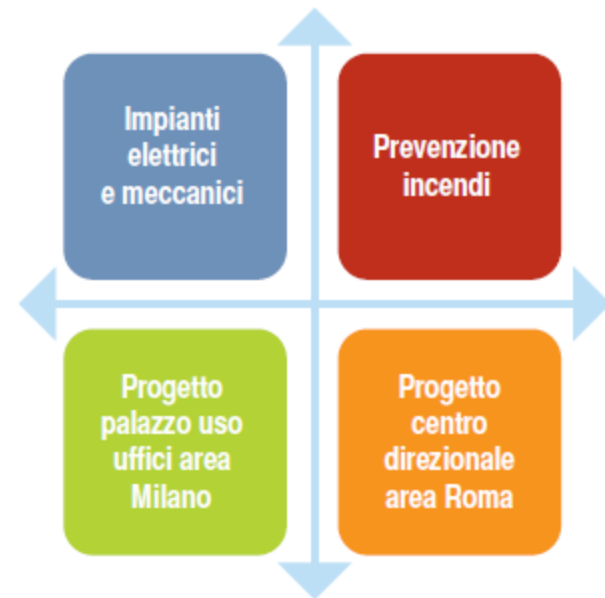 Impianti
elettrici
e meccanici
Prevenzione
incendi
Progetto
palazzo uso
uffici area
Milano
Progetto
centro
direzionale
area Roma